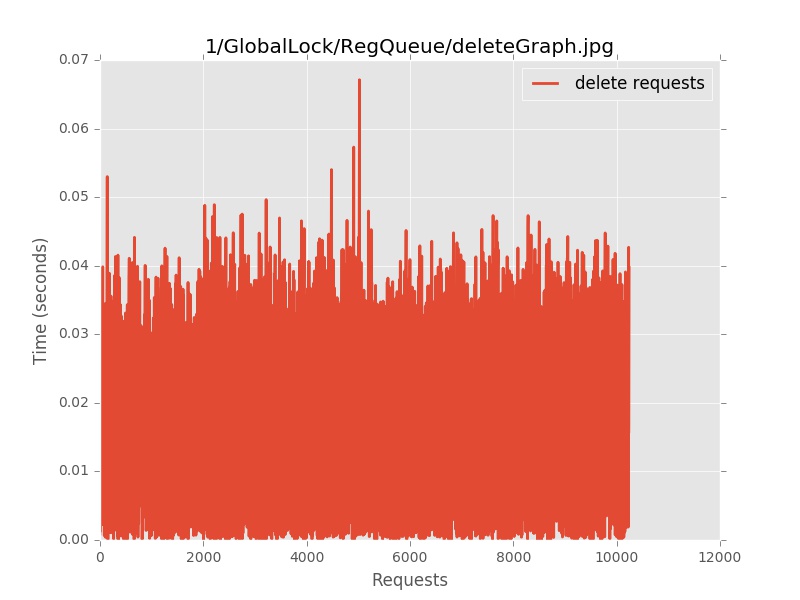 1/GlobalLock/RegQueue/deleteGraph.jpg
delete requests
0.07
0.06
0.05
0.04
0.03
0.02
0.01
0.00
Time (seconds)
0 2000 4000 6000 8000 10000 12000
Requests